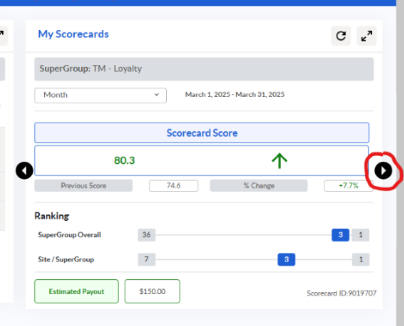 My Scorecards
SuperGroup: TM - Loyalty
Month
March 1, 2025 - March 31, 2025
Scorecard Score
80.3
Previous Score 74.6 % Change +7.7%
Ranking
SuperGroup Overall 36 3 1
Site / SuperGroup 7 3 1
Estimated Payout $150.00
Scorecard ID:9019707